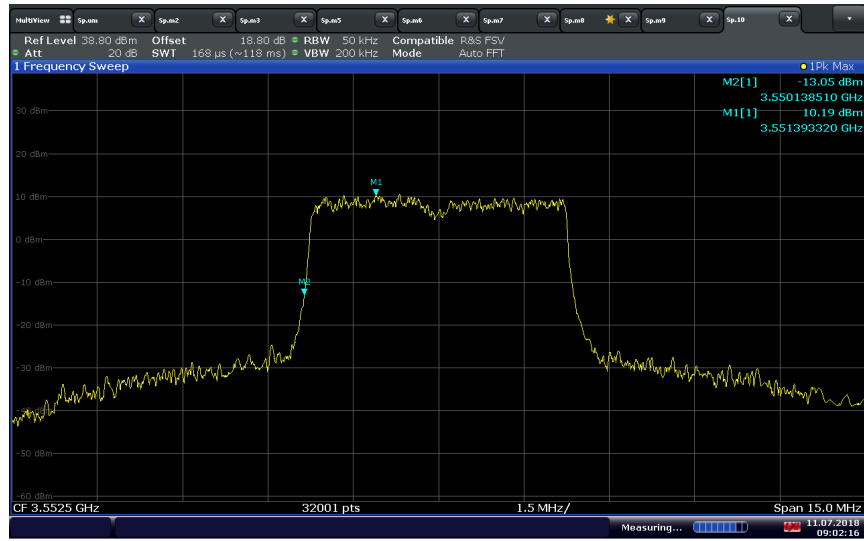 MultiView Sp.um X Sp.m2 X Sp.m3 X Sp.m5 X Sp.m6 X Sp.m7 X Sp.m8 X Sp.m9 X Sp.10 X
Ref Level 38.80 dBm Offset 18.80 dB RBW 50 kHz Compatible R&S FSV
Att 20 dB SWT 168 µs (~118 ms) VBW 200 kHz Mode Auto FFT
1 Frequency Sweep 1Pk Max
M2[1] -13.05 dBm
3.550138510 GHz
M1[1] 10.19 dBm
3.551393320 GHz
30 dBm
20 dBm
M1
10 dBm
0 dBm
M2
-10 dBm
-20 dBm
-30 dBm
-50 dBm
-60 dBm
CF 3.5525 GHz 32001 pts 1.5 MHz/ Span 15.0 MHz
Measuring... 11.07.2018
09:02:16